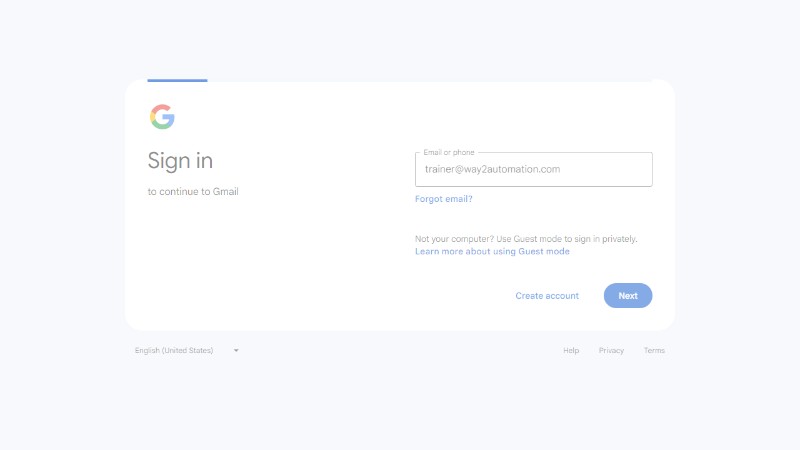 Sign in
to continue to Gmail
Email or phone
trainer@way2automation.com
Forgot email?
Not your computer? Use Guest mode to sign in privately.
Learn more about using Guest mode
Create account
Next
English (United States)
Help
Privacy
Terms